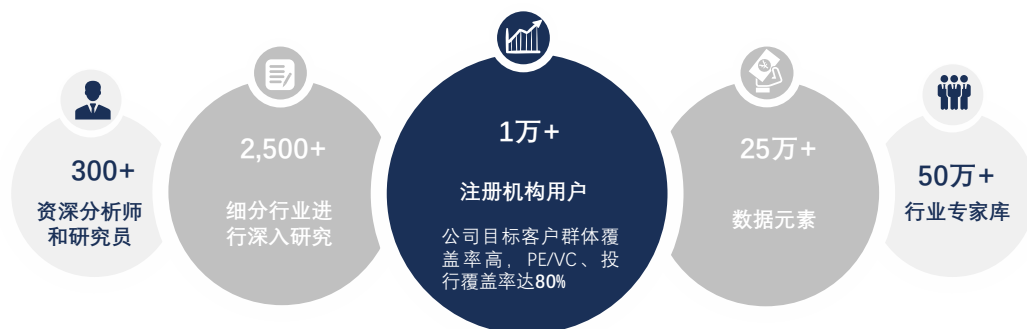 300+
资深分析师
和研究员
2,500+
细分行业进
行深入研究
1万+
注册机构用户
公司目标客户群体覆
盖率高，PE/VC、投
行覆盖率达80%
25万+
数据元素
50万+
行业专家库